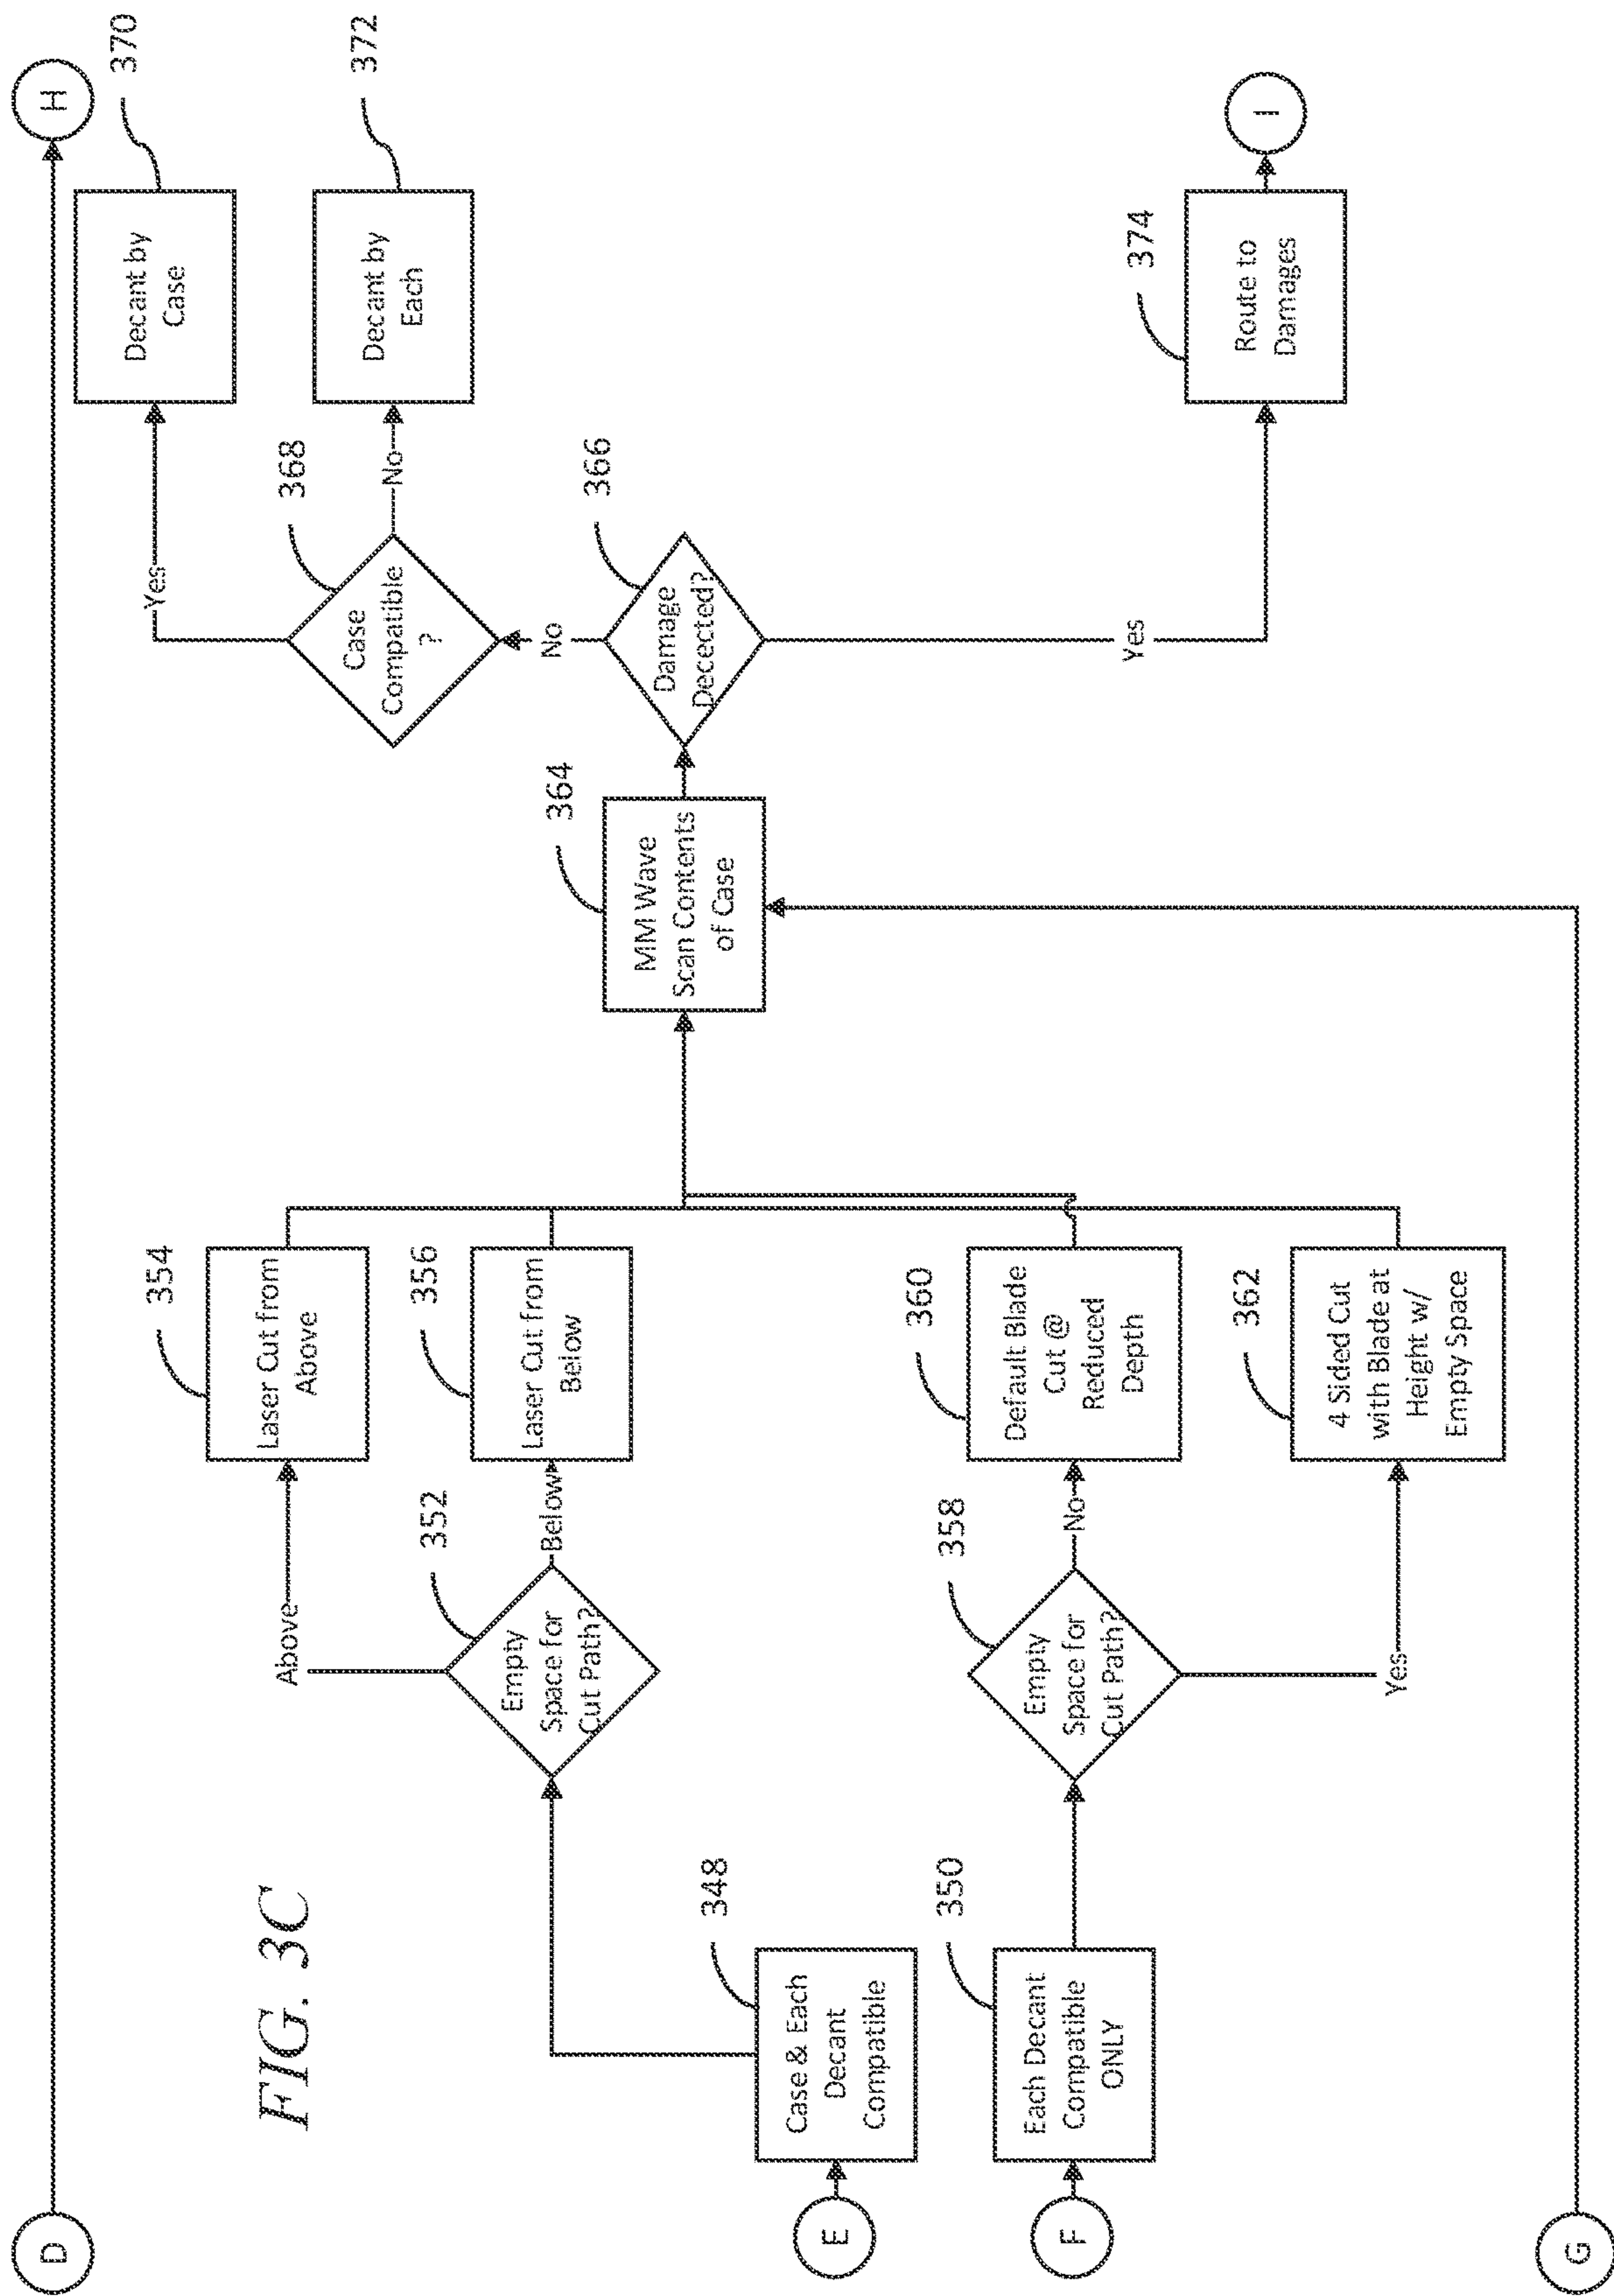 D
H
FIG. 3C
E
348
Case & Each
Decant
Compatible
F
350
Each Decant
Compatible
ONLY
G
352
Empty
Space for
Cut Path?
Above
Below
354
Laser Cut from
Above
356
Laser Cut from
Below
358
Empty
Space for
Cut Path?
No
Yes
360
Default Blade
Cut @
Reduced
Depth
362
4 Sided Cut
with Blade at
Height w/
Empty Space
364
MM Wave
Scan Contents
of Case
366
Damage
Decected?
No
Yes
368
Case
Compatible
?
Yes
No
370
Decant by
Case
372
Decant by
Each
374
Route to
Damages
I